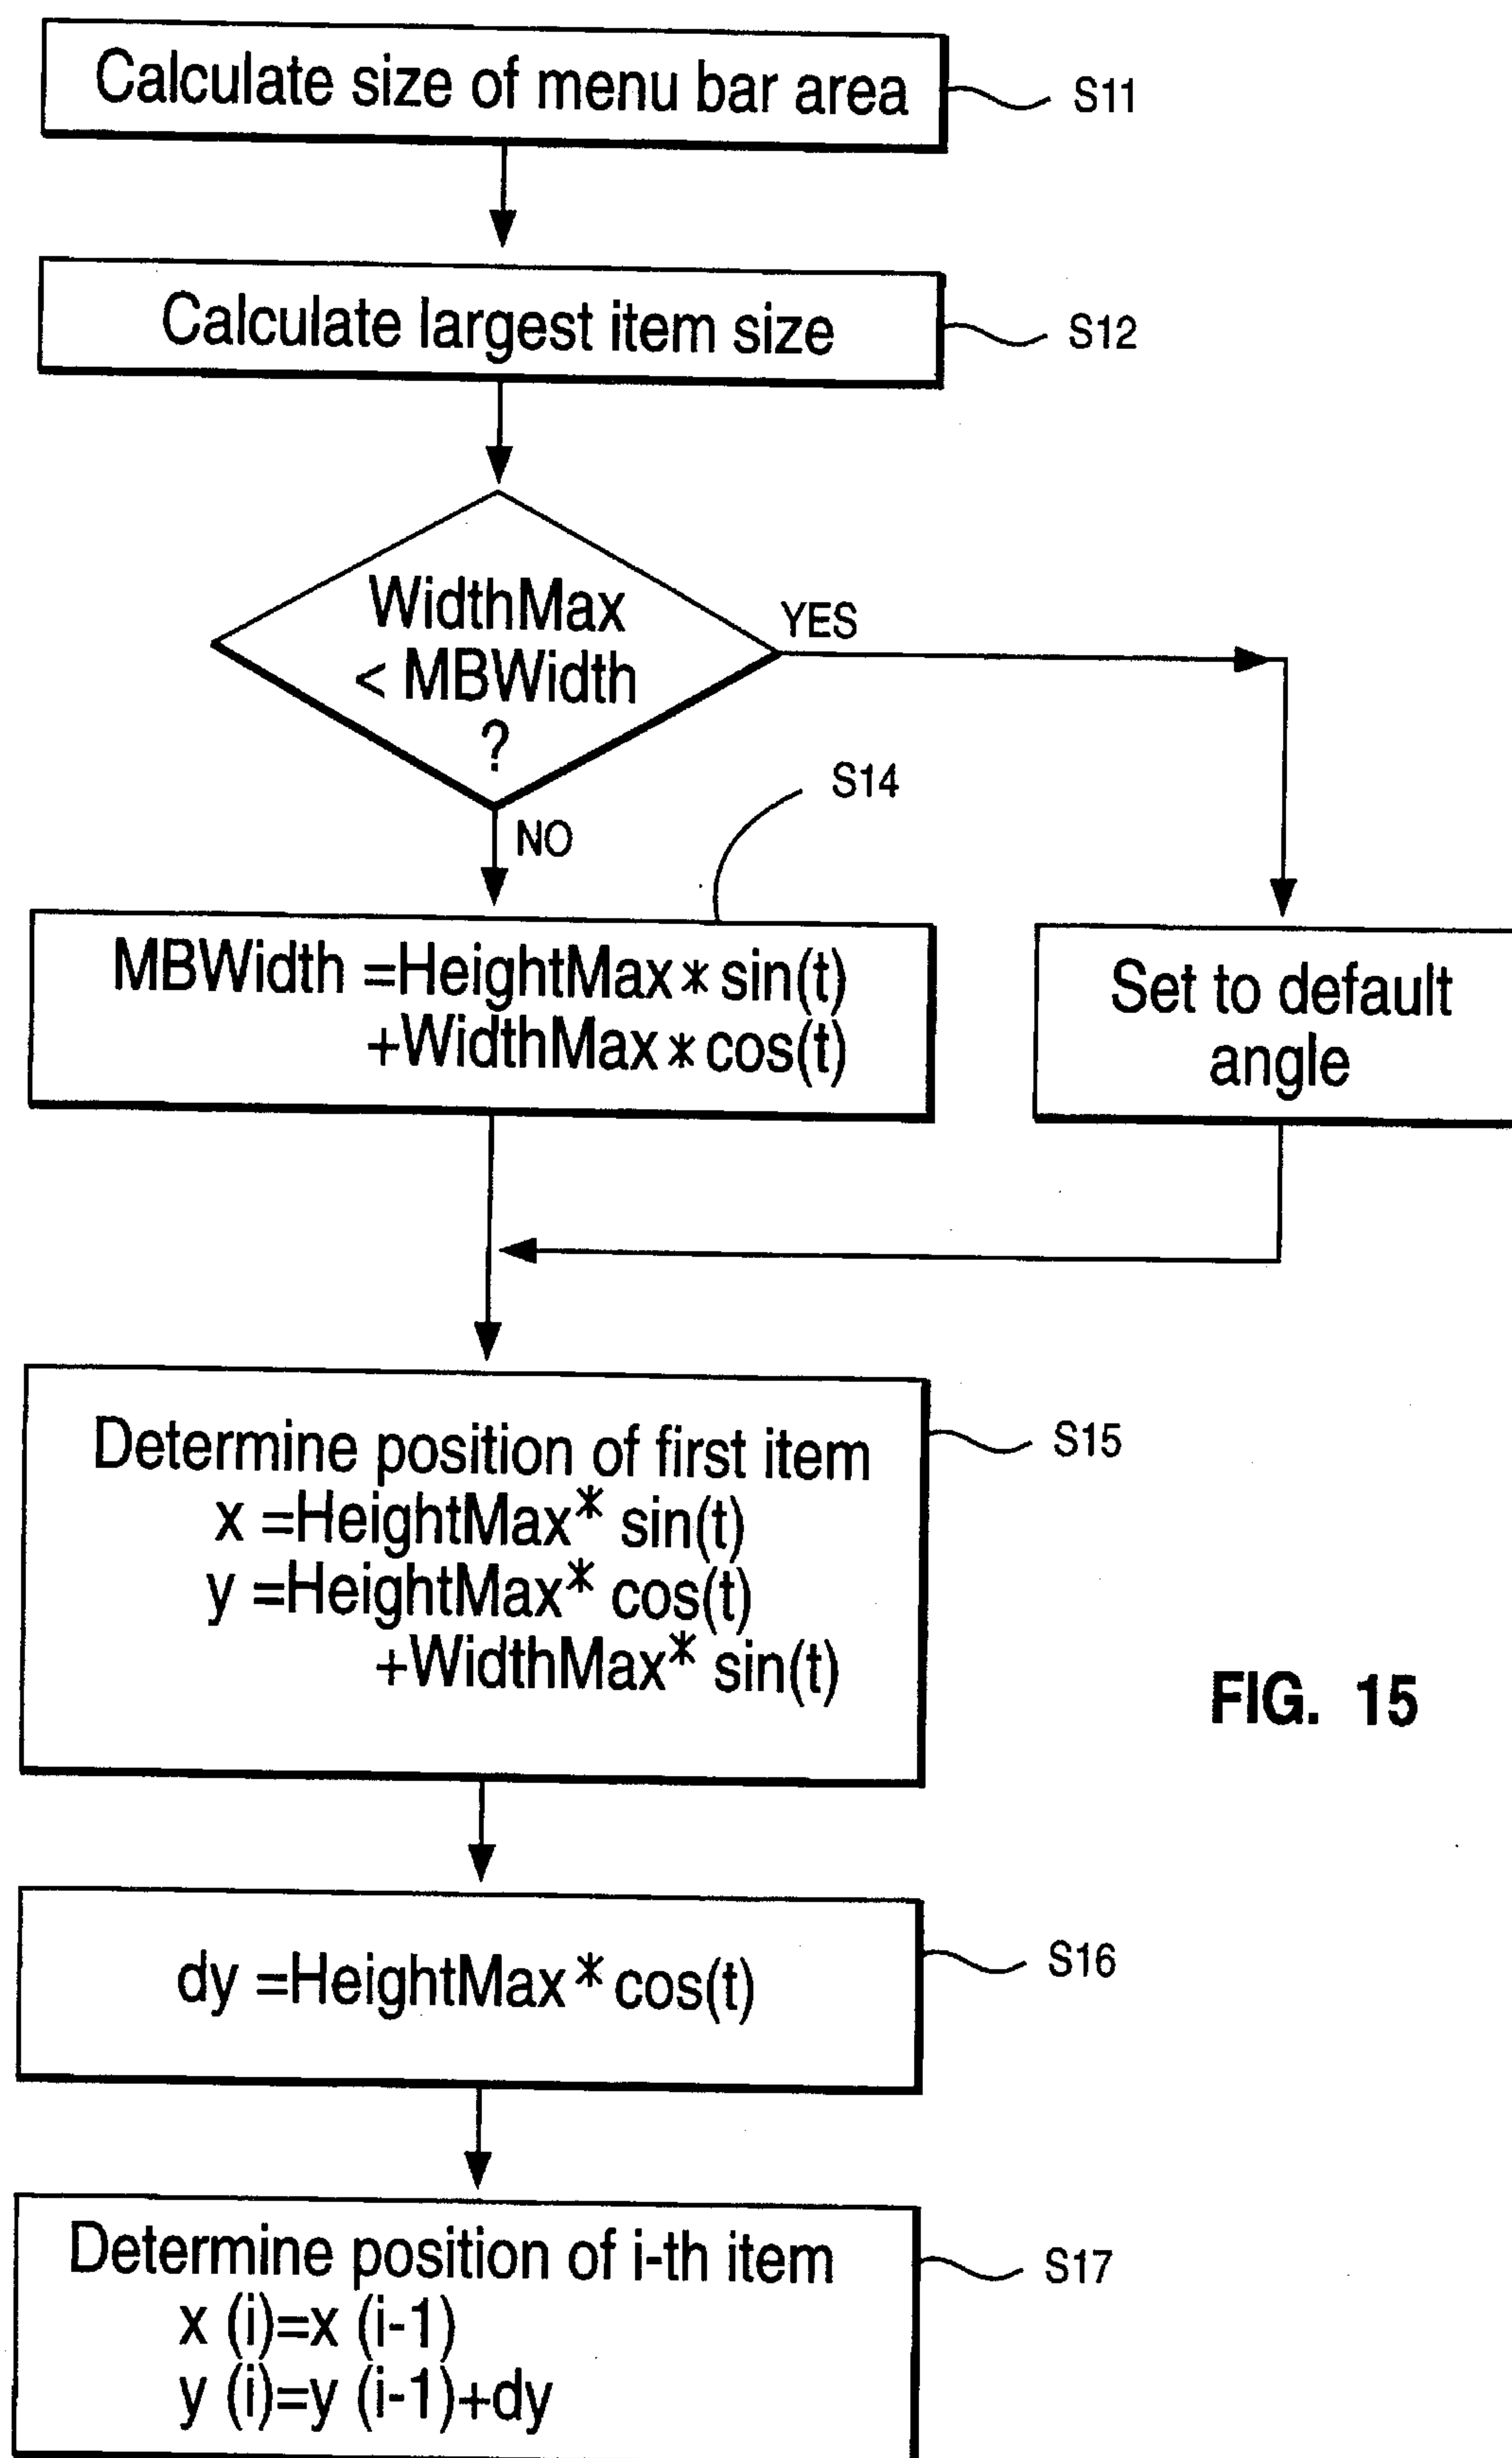 Calculate size of menu bar area
S11
Calculate largest item size
S12
WidthMax
< MBWidth
?
YES
NO
S14
MBWidth =HeightMax * sin(t)
+WidthMax * cos(t)
Set to default
angle
Determine position of first item
x =HeightMax* sin(t)
y =HeightMax* cos(t)
+WidthMax* sin(t)
S15
FIG. 15
dy =HeightMax * cos(t)
S16
Determine position of i-th item
x (i)=x (i-1)
y (i)=y (i-1)+dy
S17